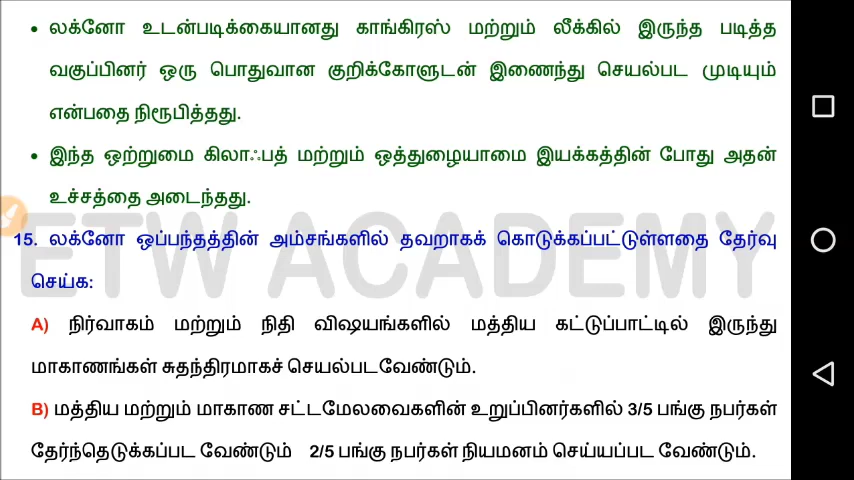 • லக்னோ உடன்படிக்கையானது காங்கிரஸ் மற்றும் லீக்கில் இருந்த படித்த
வகுப்பினர் ஒரு பொதுவான குறிக்கோளுடன் இணைந்து செயல்பட முடியும்
என்பதை நிரூபித்தது.
• இந்த ஒற்றுமை கிலாஃபத் மற்றும் ஒத்துழையாமை இயக்கத்தின் போது அதன்
உச்சத்தை அடைந்தது.
ETW ACADEMY
15. லக்னோ ஒப்பந்தத்தின் அம்சங்களில் தவறாகக் கொடுக்கப்பட்டுள்ளதை தேர்வு
செய்க:
A) நிர்வாகம் மற்றும் நிதி விஷயங்களில் மத்திய கட்டுப்பாட்டில் இருந்து
மாகாணங்கள் சுதந்திரமாகச் செயல்படவேண்டும்.
B) மத்திய மற்றும் மாகாண சட்டமேலவைகளின் உறுப்பினர்களில் 3/5 பங்கு நபர்கள்
தேர்ந்தெடுக்கப்பட வேண்டும் 2/5 பங்கு நபர்கள் நியமனம் செய்யப்பட வேண்டும்.